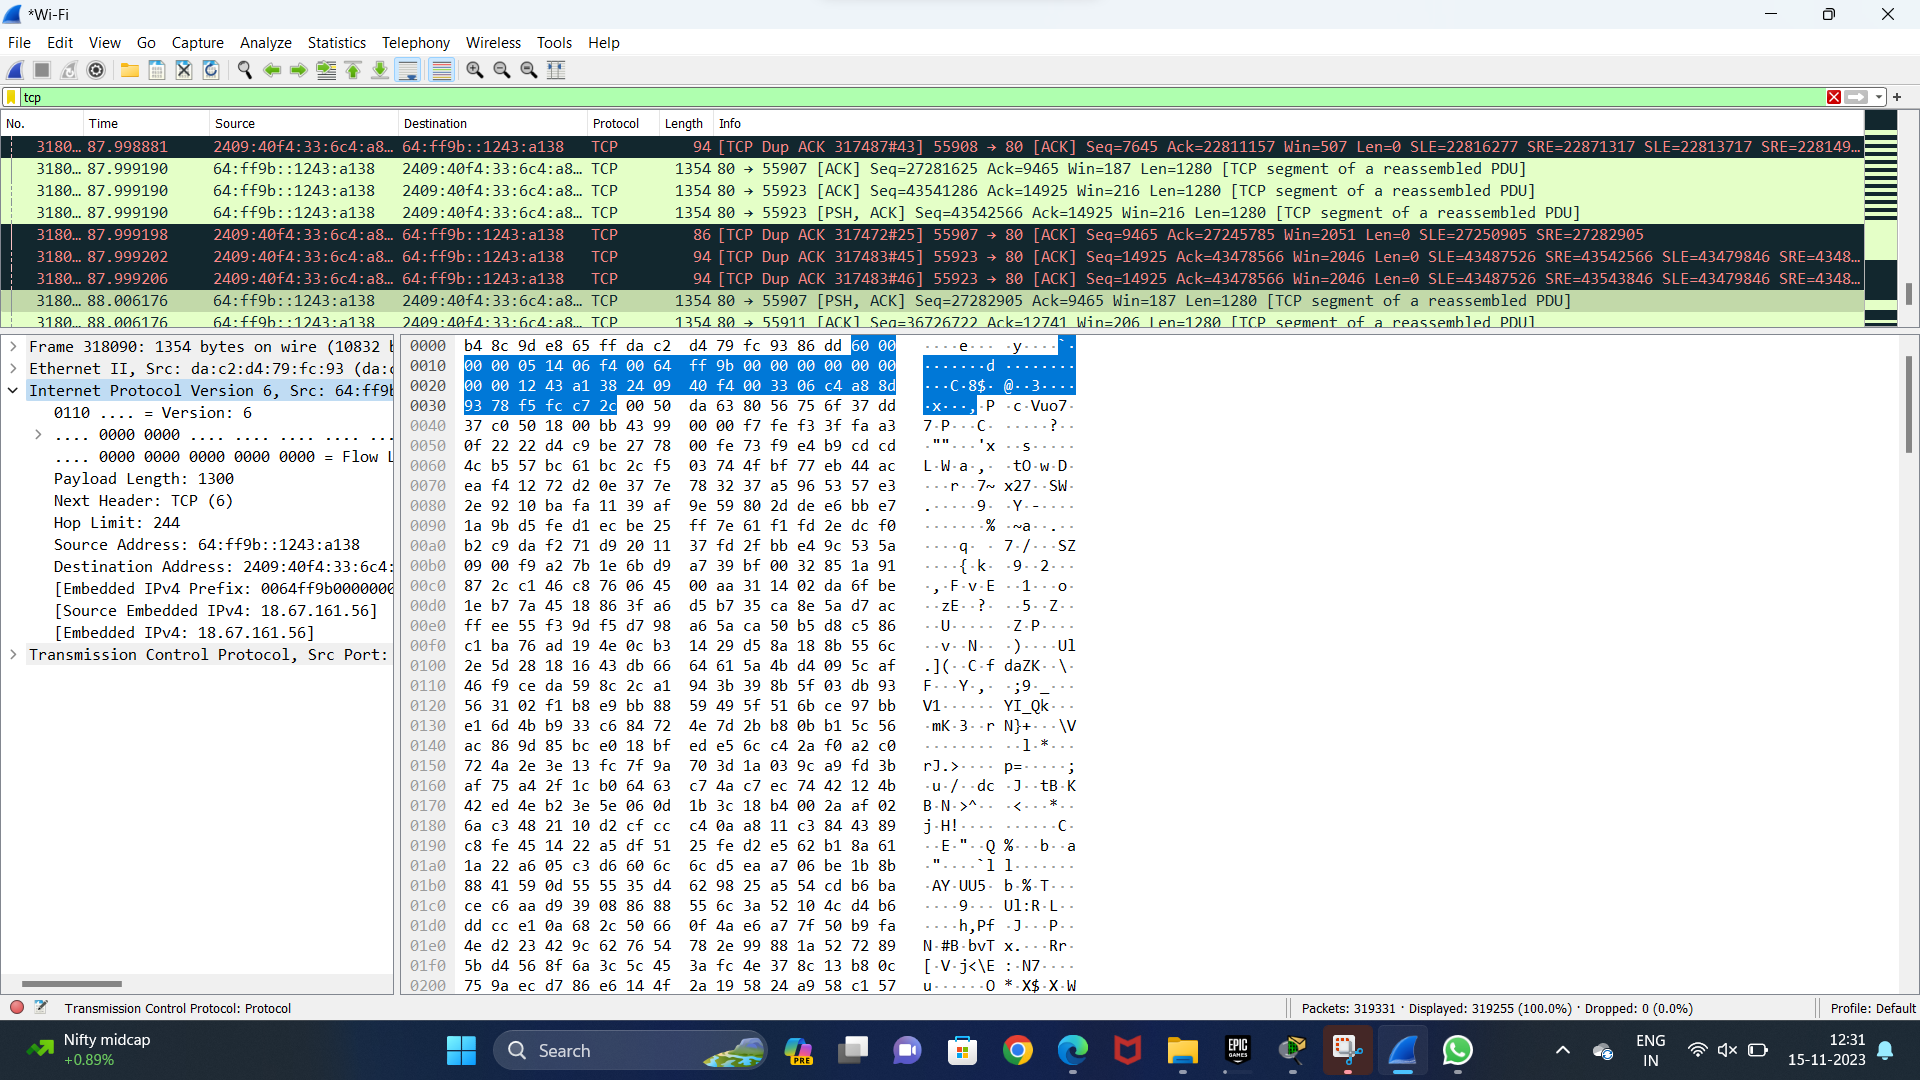 *Wi-Fi
File Edit View Go Capture Analyze Statistics Telephony Wireless Tools Help
tcp
No. Time Source Destination Protocol Length Info
3180… 87.998881 2409:40f4:33:6c4:a8… 64:ff9b::1243:a138 TCP 94 [TCP Dup ACK 317487#43] 55908 → 80 [ACK] Seq=7645 Ack=22811157 Win=507 Len=0 SLE=22816277 SRE=22871317 SLE=22813717 SRE=228149…
3180… 87.999190 64:ff9b::1243:a138 2409:40f4:33:6c4:a8… TCP 1354 80 → 55907 [ACK] Seq=27281625 Ack=9465 Win=187 Len=1280 [TCP segment of a reassembled PDU]
3180… 87.999190 64:ff9b::1243:a138 2409:40f4:33:6c4:a8… TCP 1354 80 → 55923 [ACK] Seq=43541286 Ack=14925 Win=216 Len=1280 [TCP segment of a reassembled PDU]
3180… 87.999190 64:ff9b::1243:a138 2409:40f4:33:6c4:a8… TCP 1354 80 → 55923 [PSH, ACK] Seq=43542566 Ack=14925 Win=216 Len=1280 [TCP segment of a reassembled PDU]
3180… 87.999198 2409:40f4:33:6c4:a8… 64:ff9b::1243:a138 TCP 86 [TCP Dup ACK 317472#25] 55907 → 80 [ACK] Seq=9465 Ack=27245785 Win=2051 Len=0 SLE=27250905 SRE=27282905
3180… 87.999202 2409:40f4:33:6c4:a8… 64:ff9b::1243:a138 TCP 94 [TCP Dup ACK 317483#45] 55923 → 80 [ACK] Seq=14925 Ack=43478566 Win=2046 Len=0 SLE=43487526 SRE=43542566 SLE=43479846 SRE=4348…
3180… 87.999206 2409:40f4:33:6c4:a8… 64:ff9b::1243:a138 TCP 94 [TCP Dup ACK 317483#46] 55923 → 80 [ACK] Seq=14925 Ack=43478566 Win=2046 Len=0 SLE=43487526 SRE=43543846 SLE=43479846 SRE=4348…
3180… 88.006176 64:ff9b::1243:a138 2409:40f4:33:6c4:a8… TCP 1354 80 → 55907 [PSH, ACK] Seq=27282905 Ack=9465 Win=187 Len=1280 [TCP segment of a reassembled PDU]
3180… 88.006176 64:ff9b::1243:a138 2409:40f4:33:6c4:a8… TCP 1354 80 → 55911 [ACK] Seq=36726722 Ack=12741 Win=206 Len=1280 [TCP segment of a reassembled PDU]
Frame 318090: 1354 bytes on wire (10832 b
Ethernet II, Src: da:c2:d4:79:fc:93 (da:c
Internet Protocol Version 6, Src: 64:ff9b
0110 .... = Version: 6
.... 0000 0000 .... .... .... .... ...
.... 0000 0000 0000 0000 0000 = Flow L
Payload Length: 1300
Next Header: TCP (6)
Hop Limit: 244
Source Address: 64:ff9b::1243:a138
Destination Address: 2409:40f4:33:6c4:
[Embedded IPv4 Prefix: 0064ff9b0000000
[Source Embedded IPv4: 18.67.161.56]
[Embedded IPv4: 18.67.161.56]
Transmission Control Protocol, Src Port:
0000 b4 8c 9d e8 65 ff da c2 d4 79 fc 93 86 dd 60 00 ····e··· ·y····`·
0010 00 00 05 14 06 f4 00 64 ff 9b 00 00 00 00 00 00 ·······d ········
0020 00 00 12 43 a1 38 24 09 40 f4 00 33 06 c4 a8 8d ···C·8$· @··3····
0030 93 78 f5 fc c7 2c 00 50 da 63 80 56 75 6f 37 dd ·x···,·P ·c·Vuo7·
0040 37 c0 50 18 00 bb 43 99 00 00 f7 fe f3 3f fa a3 7·P···C· ·····?··
0050 0f 22 22 d4 c9 be 27 78 00 fe 73 f9 e4 b9 cd cd ·""···'x ··s·····
0060 4c b5 57 bc 61 bc 2c f5 03 74 4f bf 77 eb 44 ac L·W·a·,· ·tO·w·D·
0070 ea f4 12 72 d2 0e 37 7e 78 32 37 a5 96 53 57 e3 ···r··7~ x27··SW·
0080 2e 92 10 ba fa 11 39 af 9e 59 80 2d de e6 bb e7 .·····9· ·Y·-····
0090 1a 9b d5 fe d1 ec be 25 ff 7e 61 f1 fd 2e dc f0 ·······% ·~a··.··
00a0 b2 c9 da f2 71 d9 20 11 37 fd 2f bb e4 9c 53 5a ····q· · 7·/···SZ
00b0 09 00 f9 a2 7b 1e 6b d9 a7 39 bf 00 32 85 1a 91 ····{·k· ·9··2···
00c0 87 2c c1 46 c8 76 06 45 00 aa 31 14 02 da 6f be ·,·F·v·E ··1···o·
00d0 1e b7 7a 45 18 86 3f a6 d5 b7 35 ca 8e 5a d7 ac ··zE··?· ··5··Z··
00e0 ff ee 55 f3 9d f5 d7 98 a6 5a ca 50 b5 d8 c5 86 ··U····· ·Z·P····
00f0 c1 ba 76 ad 19 4e 0c b3 14 29 d5 8a 18 8b 55 6c ··v··N·· ·)····Ul
0100 2e 5d 28 18 16 43 db 66 64 61 5a 4b d4 09 5c af .](··C·f daZK··\·
0110 46 f9 ce da 59 8c 2c a1 94 3b 39 8b 5f 03 db 93 F···Y·,· ·;9·_···
0120 56 31 02 f1 b8 e9 bb 88 59 49 5f 51 6b ce 97 bb V1······ YI_Qk···
0130 e1 6d 4b b9 33 c6 84 72 4e 7d 2b b8 0b b1 5c 56 ·mK·3··r N}+···\V
0140 ac 86 9d 85 bc e0 18 bf ed e5 6c c4 2a f0 a2 c0 ········ ··l·*···
0150 72 4a 2e 3e 13 fc 7f 9a 70 3d 1a 03 9c a9 fd 3b rJ.>···· p=·····;
0160 af 75 a4 2f 1c b0 64 63 c7 4a c7 ec 74 42 12 4b ·u·/··dc ·J··tB·K
0170 42 ed 4e b2 3e 5e 06 0d 1b 3c 18 b4 00 2a af 02 B·N·>^·· ·<···*··
0180 6a c3 48 21 10 d2 cf cc c4 0a a8 11 c3 84 43 89 j·H!···· ······C·
0190 c8 fe 45 14 22 a5 df 51 25 fe d2 e5 62 b1 8a 61 ··E·"··Q %···b··a
01a0 1a 22 a6 05 c3 d6 60 6c 6c d5 ea a7 06 be 1b 8b ·"····`l l·······
01b0 88 41 59 0d 55 55 35 d4 62 98 25 a5 54 cd b6 ba ·AY·UU5· b·%·T···
01c0 ce c6 aa d9 39 08 86 88 55 6c 3a 52 10 4c d4 b6 ····9··· Ul:R·L··
01d0 dd cc e1 0a 68 2c 50 66 0f 4a e6 a7 7f 50 b9 fa ····h,Pf ·J···P··
01e0 4e d2 23 42 9c 62 76 54 78 2e 99 88 1a 52 72 89 N·#B·bvT x.···Rr·
01f0 5b d4 56 8f 6a 3c 5c 45 3a fc 4e 37 8c 13 b8 0c [·V·j<\E :·N7····
0200 75 9a ec d7 86 e6 14 4f 2a 19 58 24 a9 58 c1 57 u······O *·X$·X·W
Transmission Control Protocol: Protocol
Packets: 319331 · Displayed: 319255 (100.0%) · Dropped: 0 (0.0%)
Profile: Default
Nifty midcap
+0.89%
Search
PRE
EPIC
GAMES
ENG
IN
12:31
15-11-2023